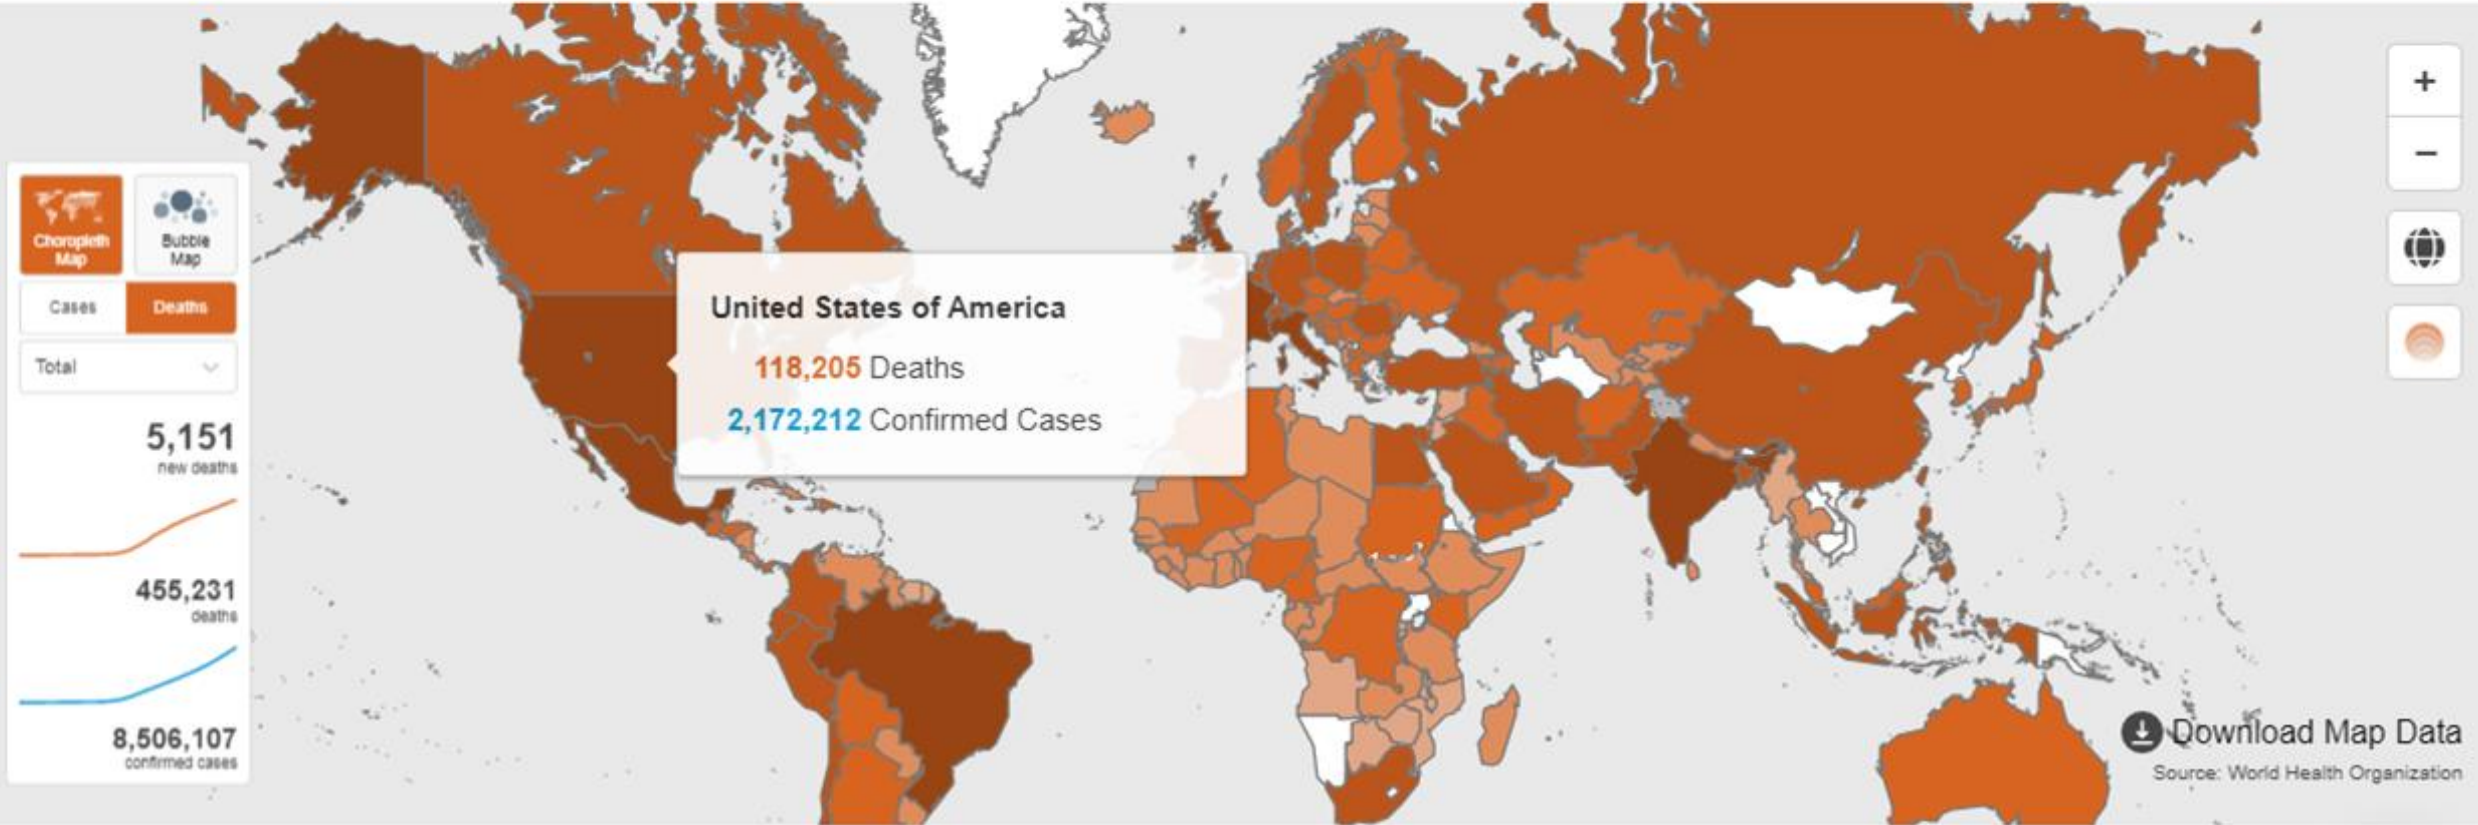 Choropleth
Map
Bubble
Map
Cases
Deaths
Total
5,151
new deaths
455,231
deaths
8,506,107
confirmed cases
United States of America
118,205 Deaths
2,172,212 Confirmed Cases
+
−
Download Map Data
Source: World Health Organization